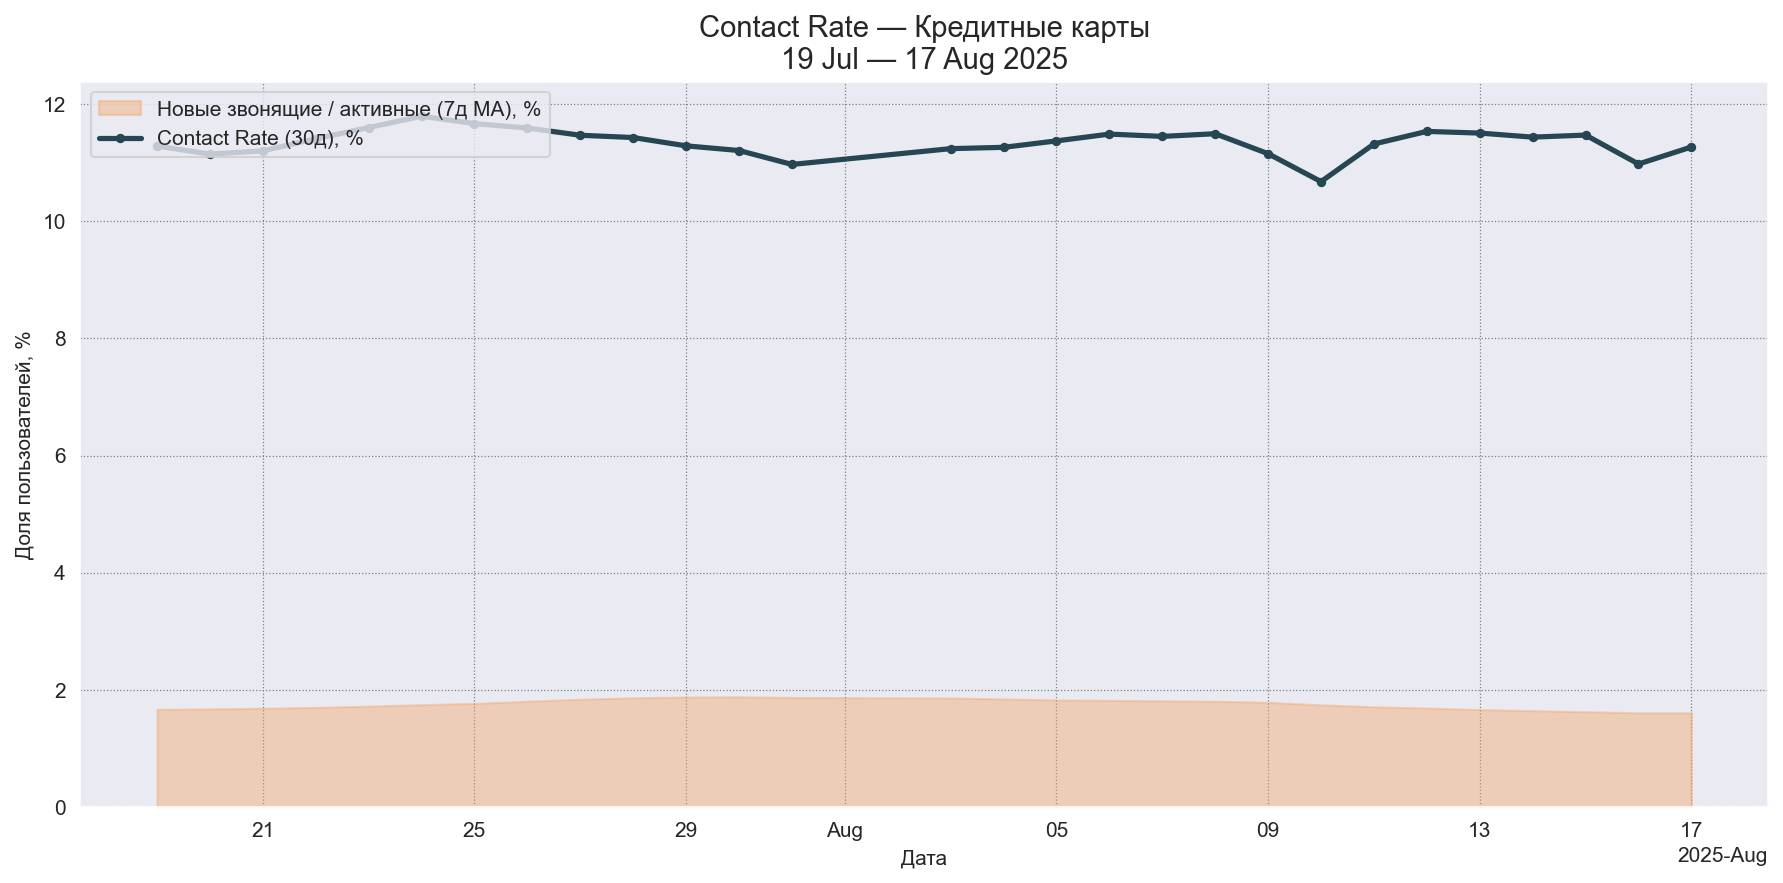 Contact Rate — Кредитные карты
19 Jul — 17 Aug 2025
Новые звонящие / активные (7д MA), %
Contact Rate (30д), %
Доля пользователей, %
12
10
8
6
4
2
0
21 25 29 Aug 05 09 13 17
2025-Aug
Дата